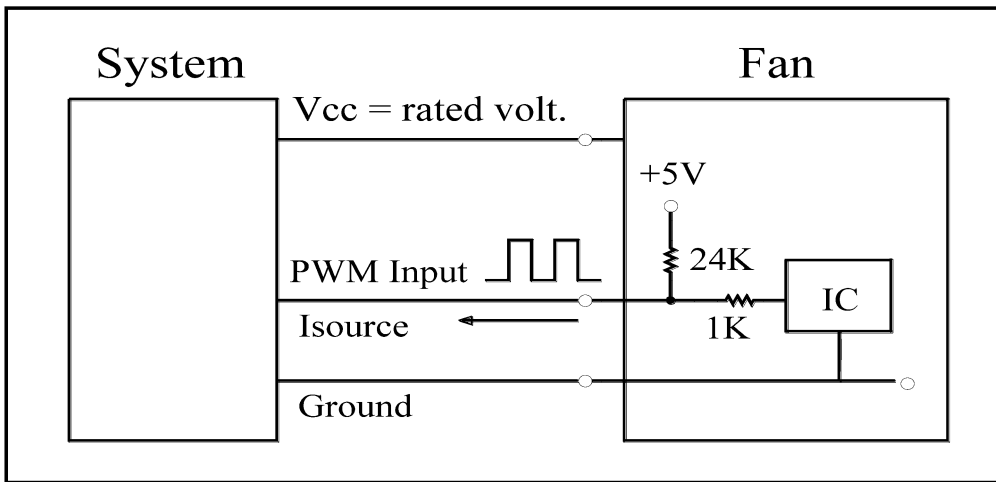 System
Fan
Vcc = rated volt.
+5V
24K
PWM Input
IC
1K
Isource
Ground